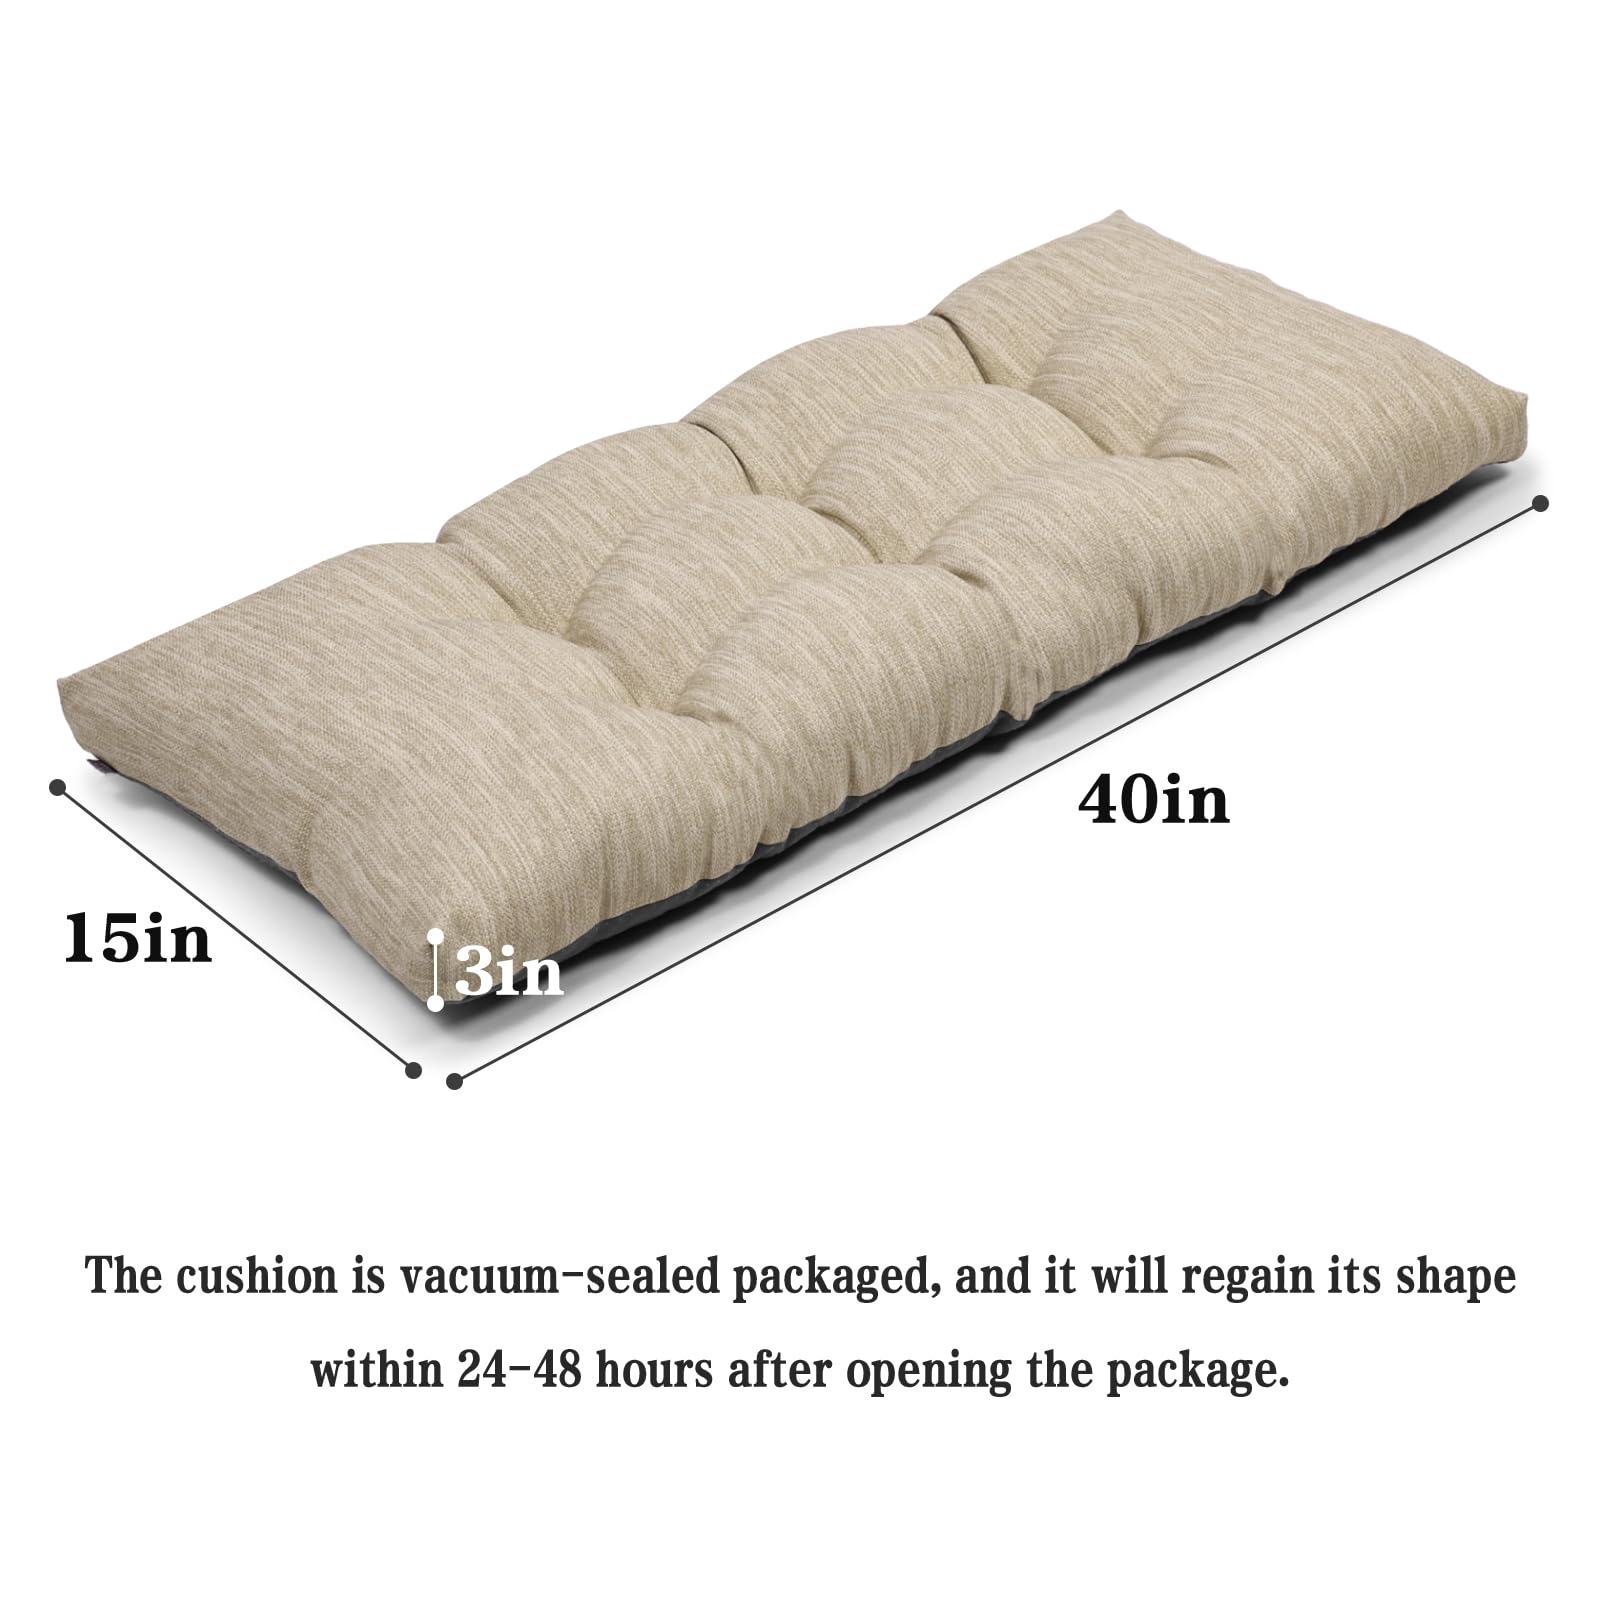 40in
15in
3in
The cushion is vacuum-sealed packaged, and it will regain its shape
within 24-48 hours after opening the package.